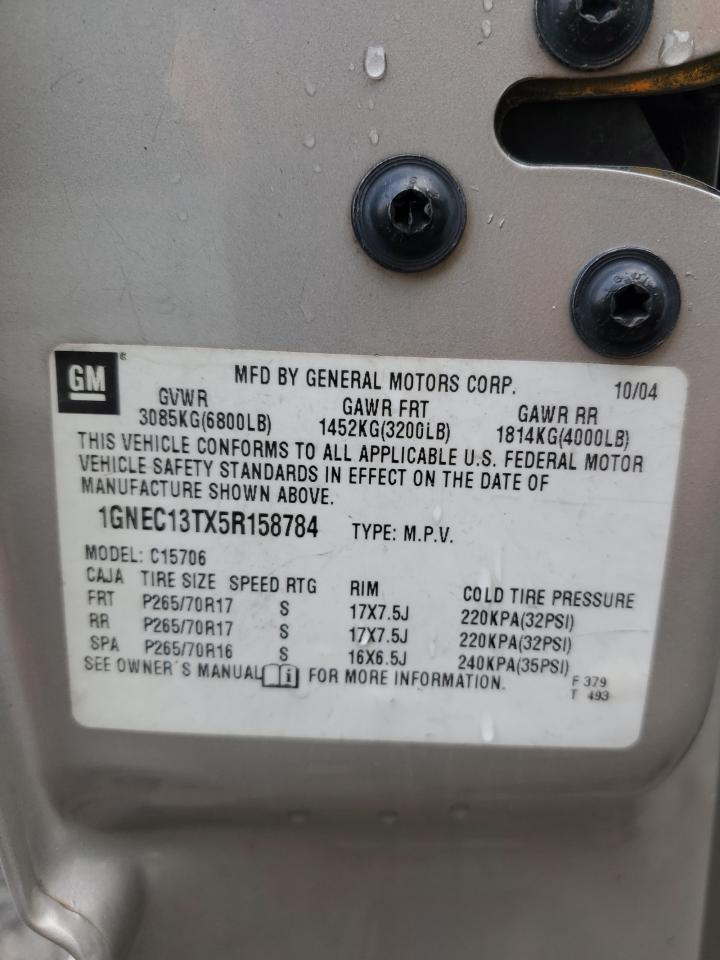 GM®
MFD BY GENERAL MOTORS CORP. 10/04
GVWR GAWR FRT GAWR RR
3085KG(6800LB) 1452KG(3200LB) 1814KG(4000LB)
THIS VEHICLE CONFORMS TO ALL APPLICABLE U.S. FEDERAL MOTOR
VEHICLE SAFETY STANDARDS IN EFFECT ON THE DATE OF
MANUFACTURE SHOWN ABOVE.
1GNEC13TX5R158784 TYPE: M.P.V.
MODEL: C15706
CAJA TIRE SIZE SPEED RTG RIM COLD TIRE PRESSURE
FRT P265/70R17 S 17X7.5J 220KPA(32PSI)
RR P265/70R17 S 17X7.5J 220KPA(32PSI)
SPA P265/70R16 S 16X6.5J 240KPA(35PSI)
SEE OWNER'S MANUAL i FOR MORE INFORMATION. F 379
T 493